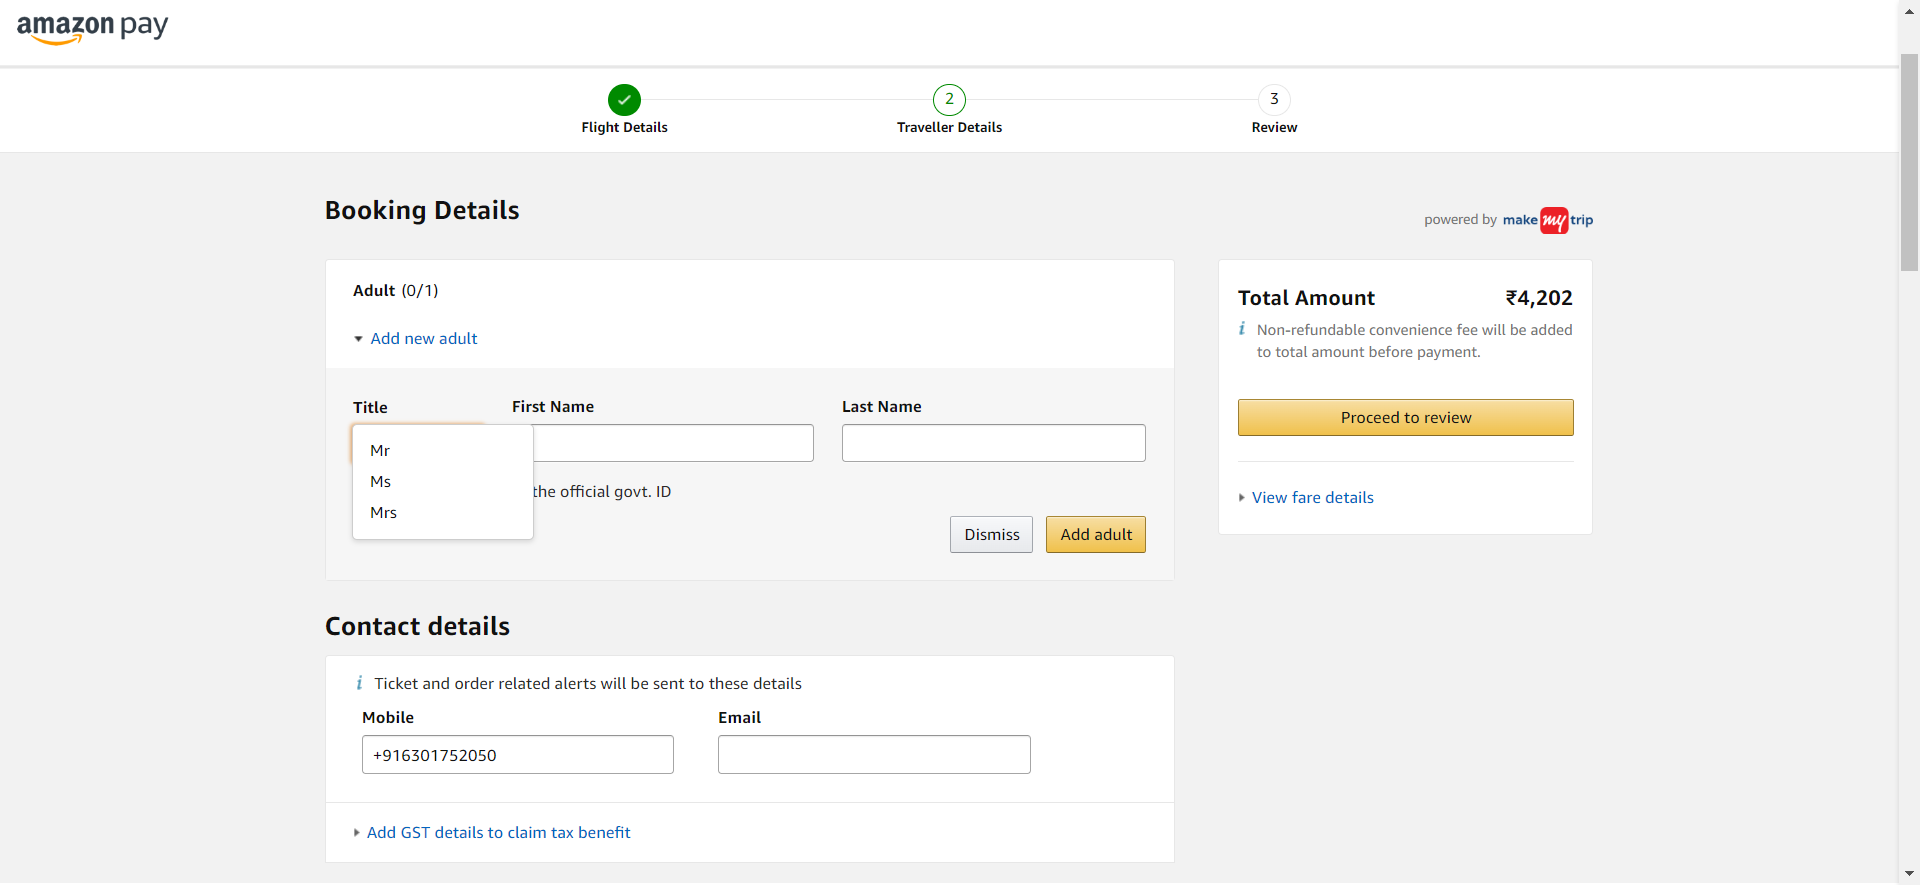 amazon pay
2
3
Flight Details
Traveller Details
Review
Booking Details
powered by make my trip
Adult (0/1)
Add new adult
Title
First Name
Last Name
Mr
Ms
Mrs
the official govt. ID
Dismiss
Add adult
Total Amount
₹4,202
i Non-refundable convenience fee will be added
to total amount before payment.
Proceed to review
View fare details
Contact details
i Ticket and order related alerts will be sent to these details
Mobile
Email
+916301752050
Add GST details to claim tax benefit